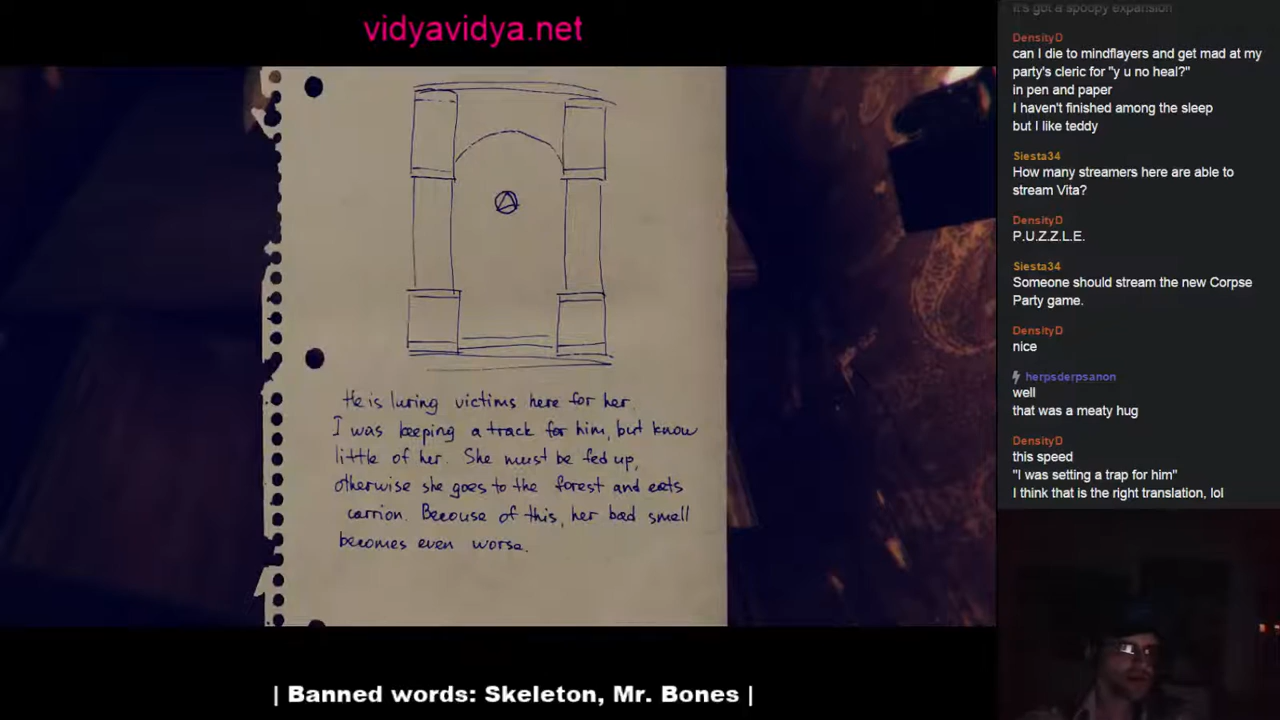 vidyavidya.net
He is luring victims here for her.
I was keeping a track for him, but know
little of her. She must be fed up,
otherwise she goes to the forest and eats
carrion. Becouse of this, her bad smell
becomes even worse.
| Banned words: Skeleton, Mr. Bones |
it's got a spoopy expansion
DensityD
can I die to mindflayers and get mad at my
party's cleric for "y u no heal?"
in pen and paper
I haven't finished among the sleep
but I like teddy
Siesta34
How many streamers here are able to
stream Vita?
DensityD
P.U.Z.Z.L.E.
Siesta34
Someone should stream the new Corpse
Party game.
DensityD
nice
herpsderpsanon
well
that was a meaty hug
DensityD
this speed
"I was setting a trap for him"
I think that is the right translation, lol